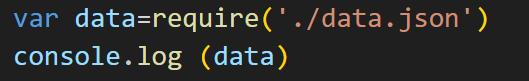 var data=require('./data.json')
console.log (data)